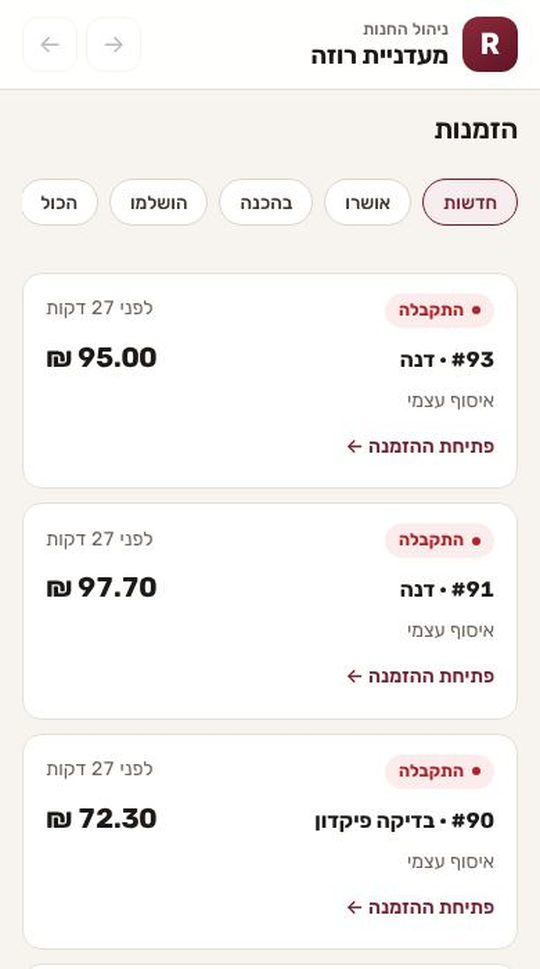 R
ניהול החנות
מעדניית רוזה
→ ←
הזמנות
חדשות
אושרו
בהכנה
הושלמו
הכול
התקבלה
לפני 27 דקות
#93 • דנה
95.00 ₪
איסוף עצמי
פתיחת ההזמנה ←
התקבלה
לפני 27 דקות
#91 • דנה
97.70 ₪
איסוף עצמי
פתיחת ההזמנה ←
התקבלה
לפני 27 דקות
#90 • בדיקה פיקדון
72.30 ₪
איסוף עצמי
פתיחת ההזמנה ←